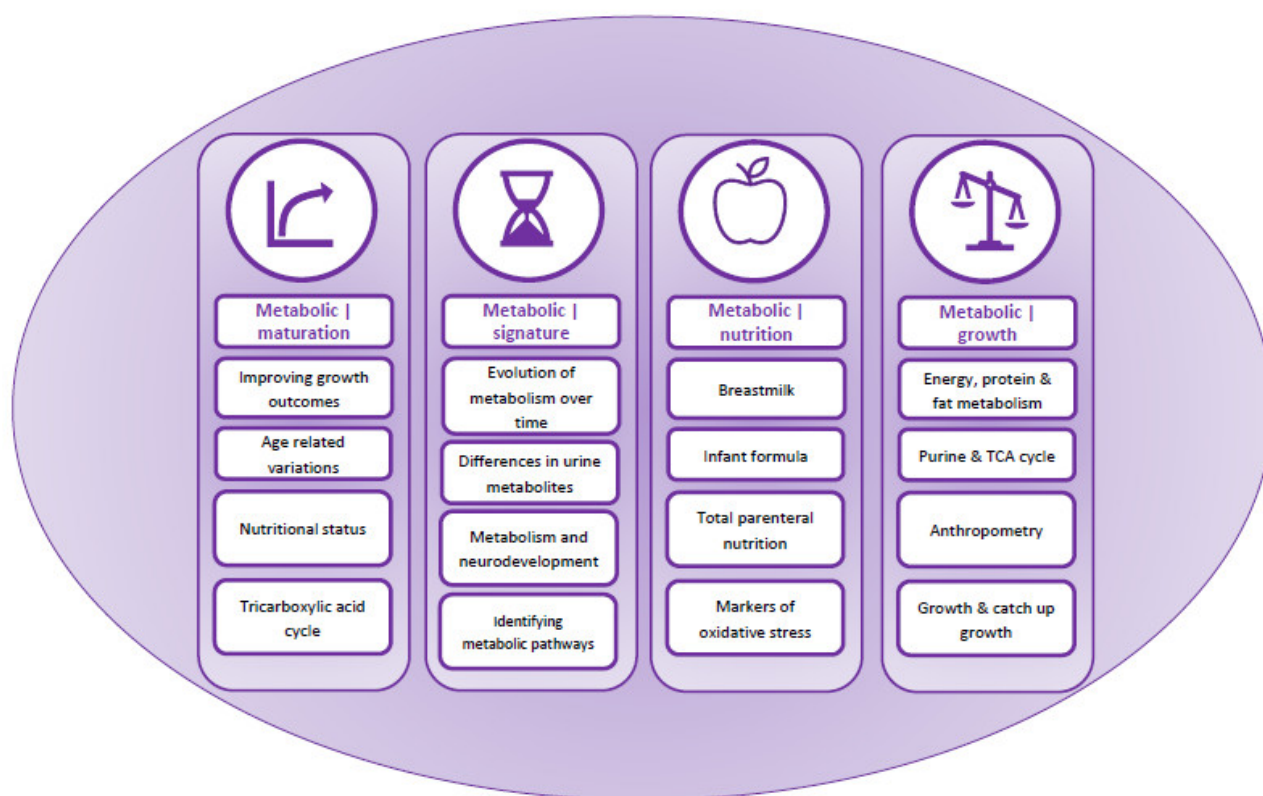 Metabolic |
maturation
Improving growth
outcomes
Age related
variations
Nutritional status
Tricarboxylic acid
cycle
Metabolic |
signature
Evolution of
metabolism over
time
Differences in urine
metabolites
Metabolism and
neurodevelopment
Identifying
metabolic pathways
Metabolic |
nutrition
Breastmilk
Infant formula
Total parenteral
nutrition
Markers of
oxidative stress
Metabolic |
growth
Energy, protein &
fat metabolism
Purine & TCA cycle
Anthropometry
Growth & catch up
growth